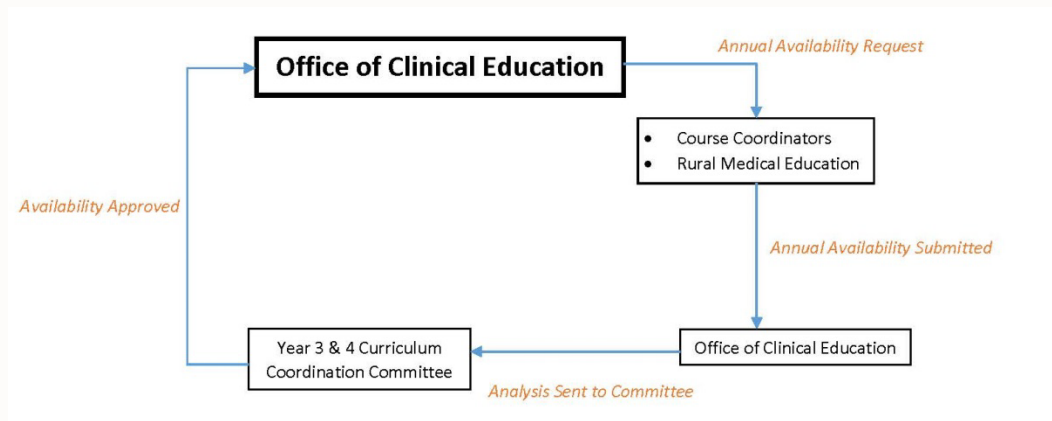 Office of Clinical Education
Annual Availability Request
• Course Coordinators
• Rural Medical Education
Availability Approved
Annual Availability Submitted
Year 3 & 4 Curriculum
Coordination Committee
Office of Clinical Education
Analysis Sent to Committee